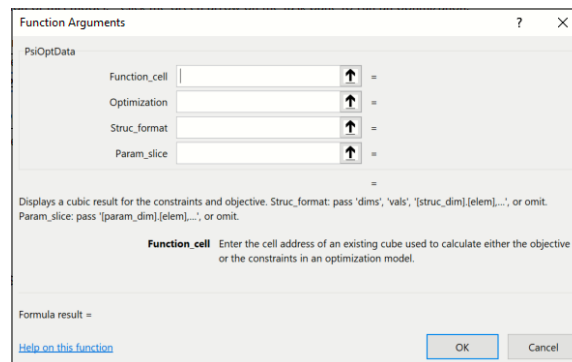 Function Arguments ? X
PsiOptData
Function_cell =
Optimization =
Struc_format =
Param_slice =
=
Displays a cubic result for the constraints and objective. Struc_format: pass 'dims', 'vals', '[struc_dim].[elem],...', or omit.
Param_slice: pass '[param_dim].[elem],...', or omit.
Function_cell Enter the cell address of an existing cube used to calculate either the objective
or the constraints in an optimization model.
Formula result =
Help on this function OK Cancel